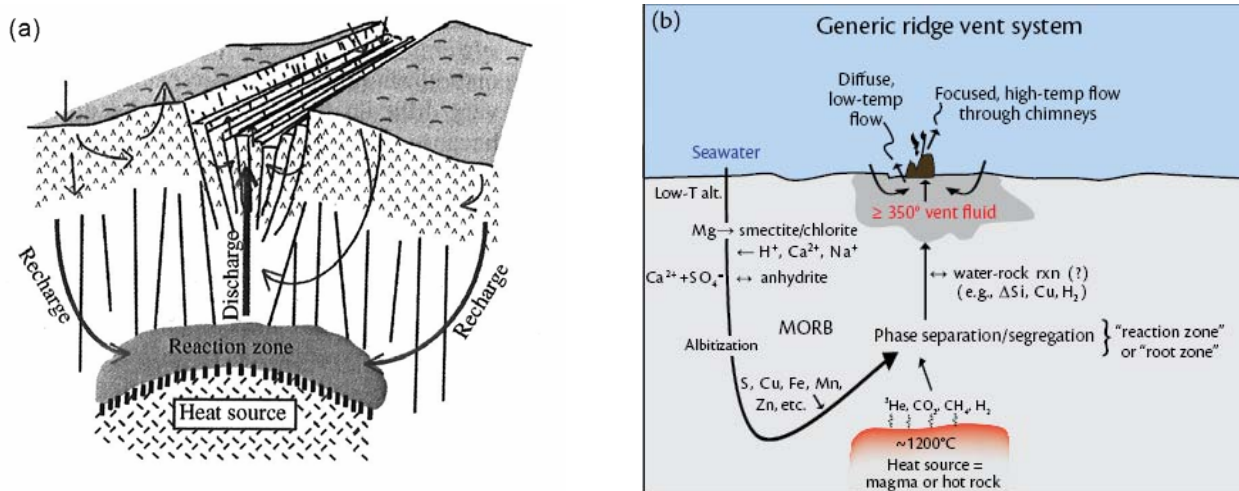 (a)
Recharge
Discharge
Recharge
Reaction zone
Heat source
(b)
Generic ridge vent system
Diffuse,
low-temp
flow
Focused, high-temp flow
through chimneys
Seawater
Low-T alt.
≥ 350° vent fluid
Mg→ smectite/chlorite
← H⁺, Ca²⁺, Na⁺
Ca²⁺+SO₄⁻ ↔ anhydrite
↔ water-rock rxn (?)
(e.g., ΔSi, Cu, H₂)
MORB
Albitization
Phase separation/segregation
"reaction zone"
or "root zone"
S, Cu, Fe, Mn,
Zn, etc.
³He, CO₂, CH₄, H₂
~1200°C
Heat source =
magma or hot rock